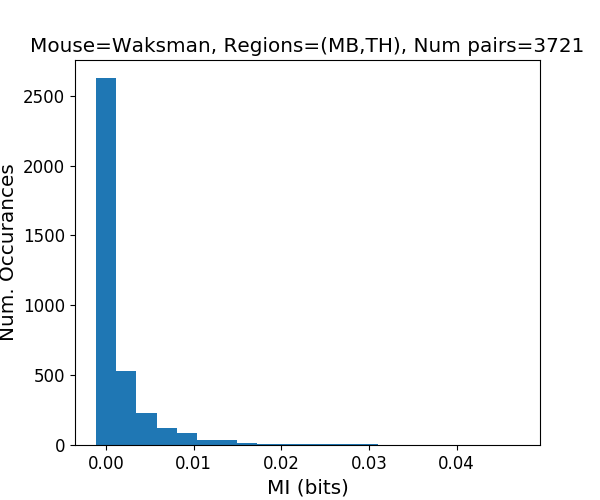 Mouse=Waksman, Regions=(MB,TH), Num pairs=3721
2500
2000
1500
1000
500
0
Num. Occurances
0.00 0.01 0.02 0.03 0.04
MI (bits)